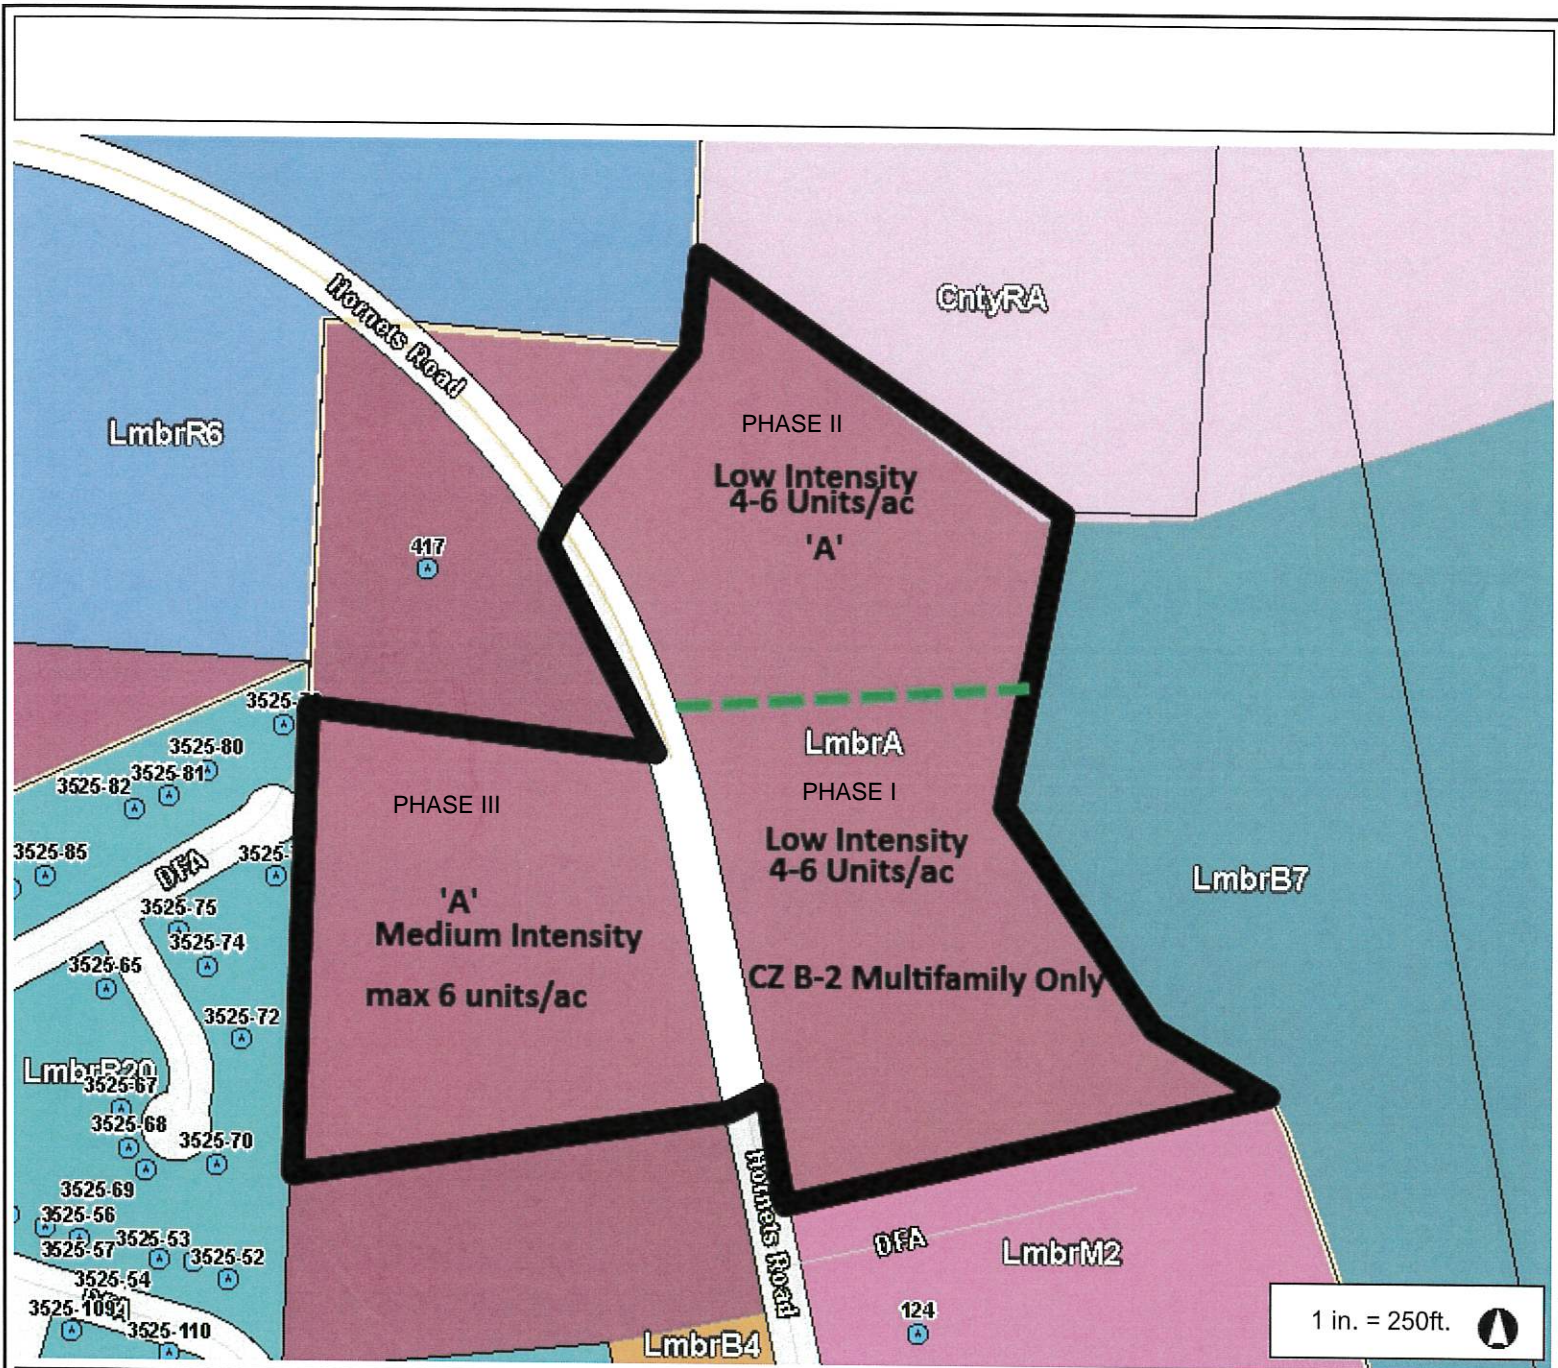 Hornets Road
CntyRA
LmbrR6
PHASE II
Low Intensity
4-6 Units/ac
'A'
417
3525-80
3525-81
3525-82
LmbrA
PHASE I
Low Intensity
4-6 Units/ac
CZ B-2 Multifamily Only
PHASE III
'A'
Medium Intensity
max 6 units/ac
LmbrB7
3525-85
DFA
3525-75
3525-74
3525-65
3525-72
3525-67
3525-68
3525-70
3525-69
3525-56
3525-57
3525-53
3525-52
3525-54
3525-109
3525-110
Hornets Road
DFA
LmbrM2
124
LmbrB4
1 in. = 250ft.